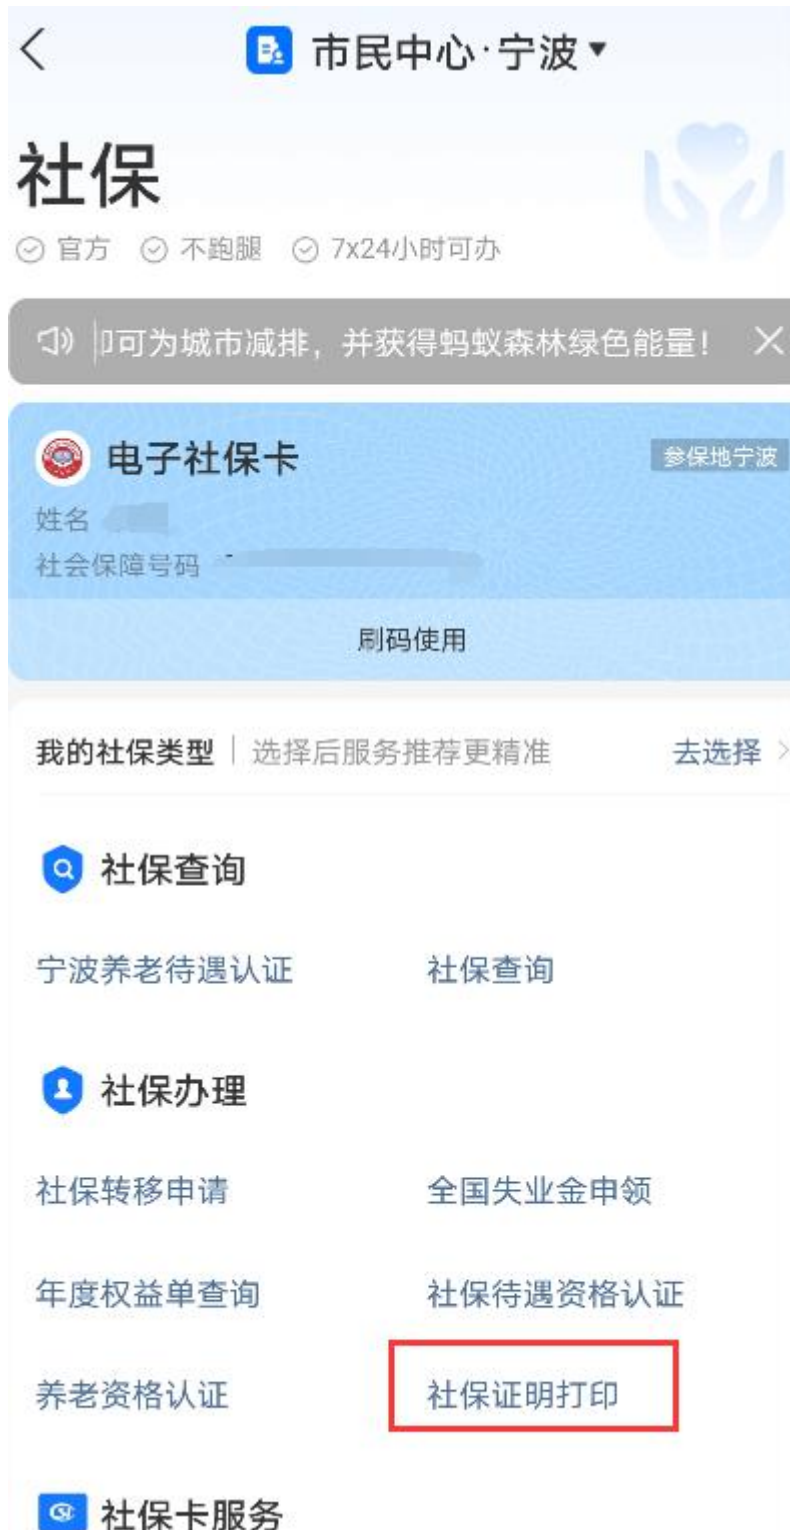 市民中心·宁波▼
社保
官方 不跑腿 7x24小时可办
可为城市减排，并获得蚂蚁森林绿色能量！
电子社保卡 参保地宁波
姓名
社会保障号码
刷码使用
我的社保类型 选择后服务推荐更精准 去选择
社保查询
宁波养老待遇认证 社保查询
社保办理
社保转移申请 全国失业金申领
年度权益单查询 社保待遇资格认证
养老资格认证 社保证明打印
社保卡服务